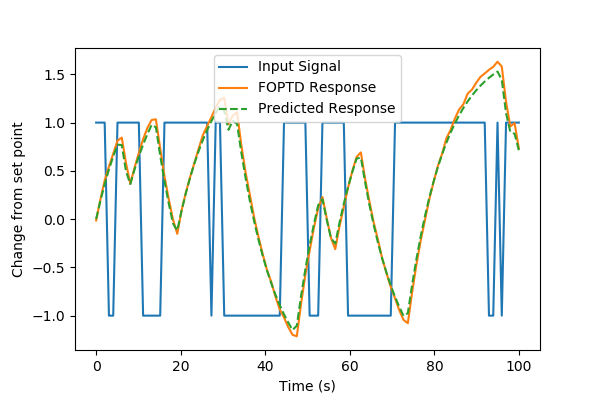 Input Signal
FOPTD Response
Predicted Response
Change from set point
1.5
1.0
0.5
0.0
−0.5
−1.0
0 20 40 60 80 100
Time (s)